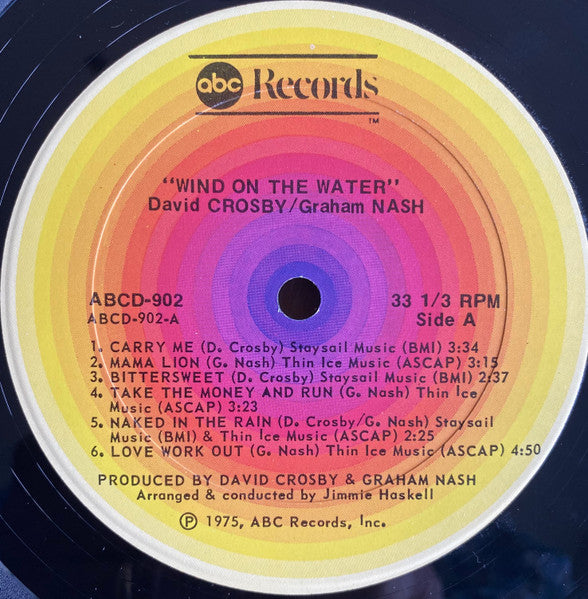 abc Records
TM
"WIND ON THE WATER"
David CROSBY/Graham NASH
ABCD-902 33 1/3 RPM
ABCD-902-A Side A
1. CARRY ME (D. Crosby) Staysail Music (BMI) 3:34
2. MAMA LION (G. Nash) Thin Ice Music (ASCAP) 3:15
3. BITTERSWEET (D. Crosby) Staysail Music (BMI) 2:37
4. TAKE THE MONEY AND RUN (G. Nash) Thin Ice
Music (ASCAP) 3:23
5. NAKED IN THE RAIN (D. Crosby/G. Nash) Staysail
Music (BMI) & Thin Ice Music (ASCAP) 2:25
6. LOVE WORK OUT (G. Nash) Thin Ice Music (ASCAP) 4:50
PRODUCED BY DAVID CROSBY & GRAHAM NASH
Arranged & conducted by Jimmie Haskell
℗ 1975, ABC Records, Inc.